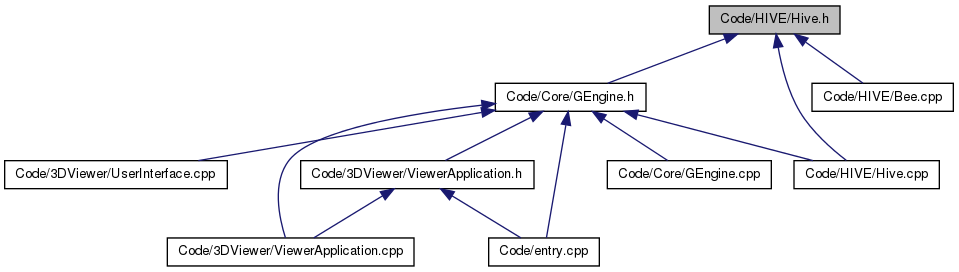 Code/HIVE/Hive.h
Code/Core/GEngine.h
Code/HIVE/Bee.cpp
Code/3DViewer/UserInterface.cpp
Code/3DViewer/ViewerApplication.h
Code/Core/GEngine.cpp
Code/HIVE/Hive.cpp
Code/3DViewer/ViewerApplication.cpp
Code/entry.cpp